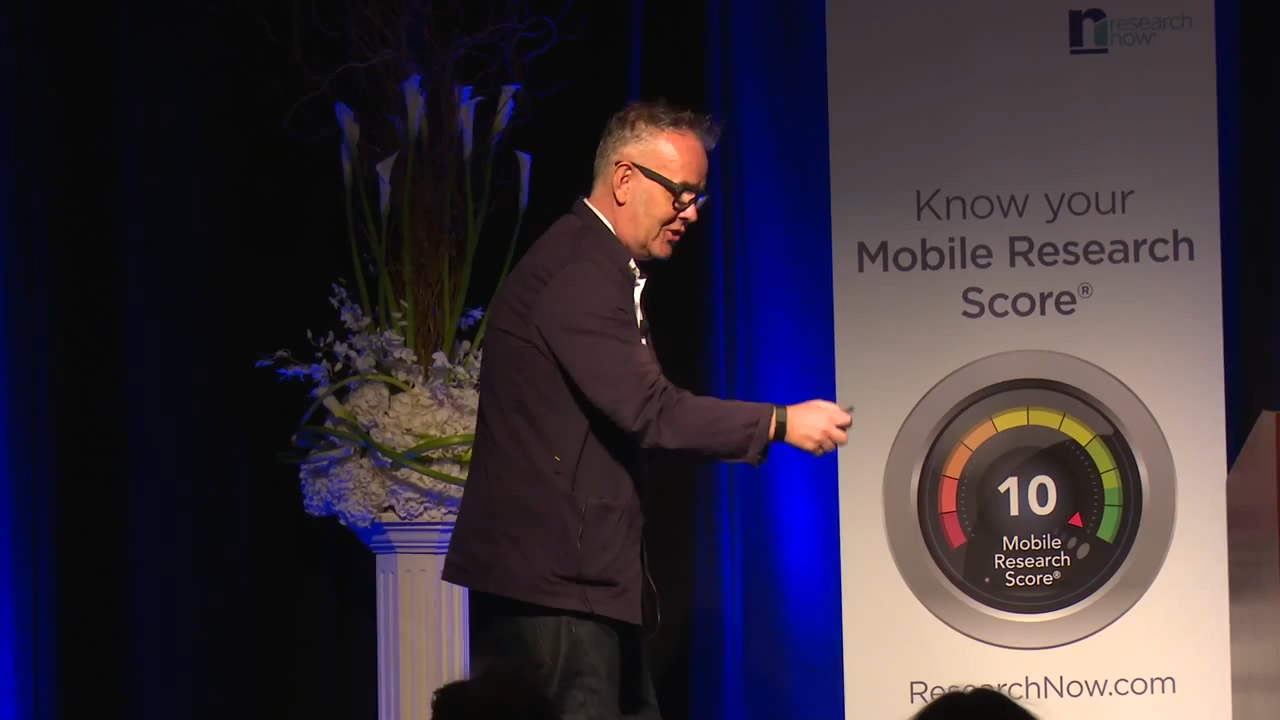 research
now
Know your
Mobile Research
Score®
10
Mobile
Research
Score®
ResearchNow.com